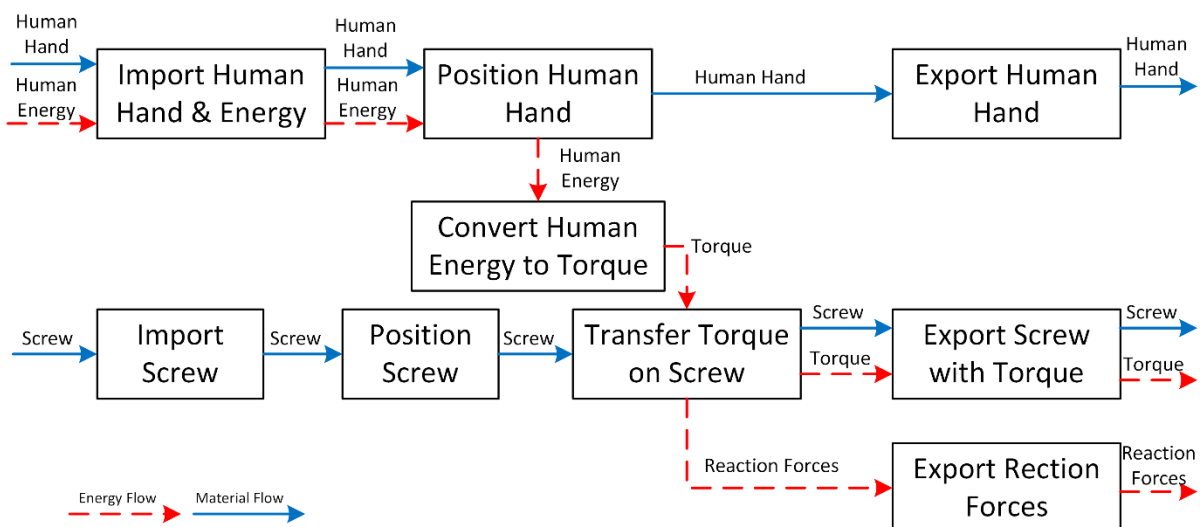 Human
Hand
Human
Energy
Import Human
Hand & Energy
Human
Hand
Human
Energy
Position Human
Hand
Human Hand
Export Human
Hand
Human
Hand
Human
Energy
Convert Human
Energy to Torque
Torque
Screw
Import
Screw
Screw
Position
Screw
Screw
Transfer Torque
on Screw
Screw
Torque
Export Screw
with Torque
Screw
Torque
Reaction Forces
Export Rection
Forces
Reaction
Forces
Energy Flow
Material Flow